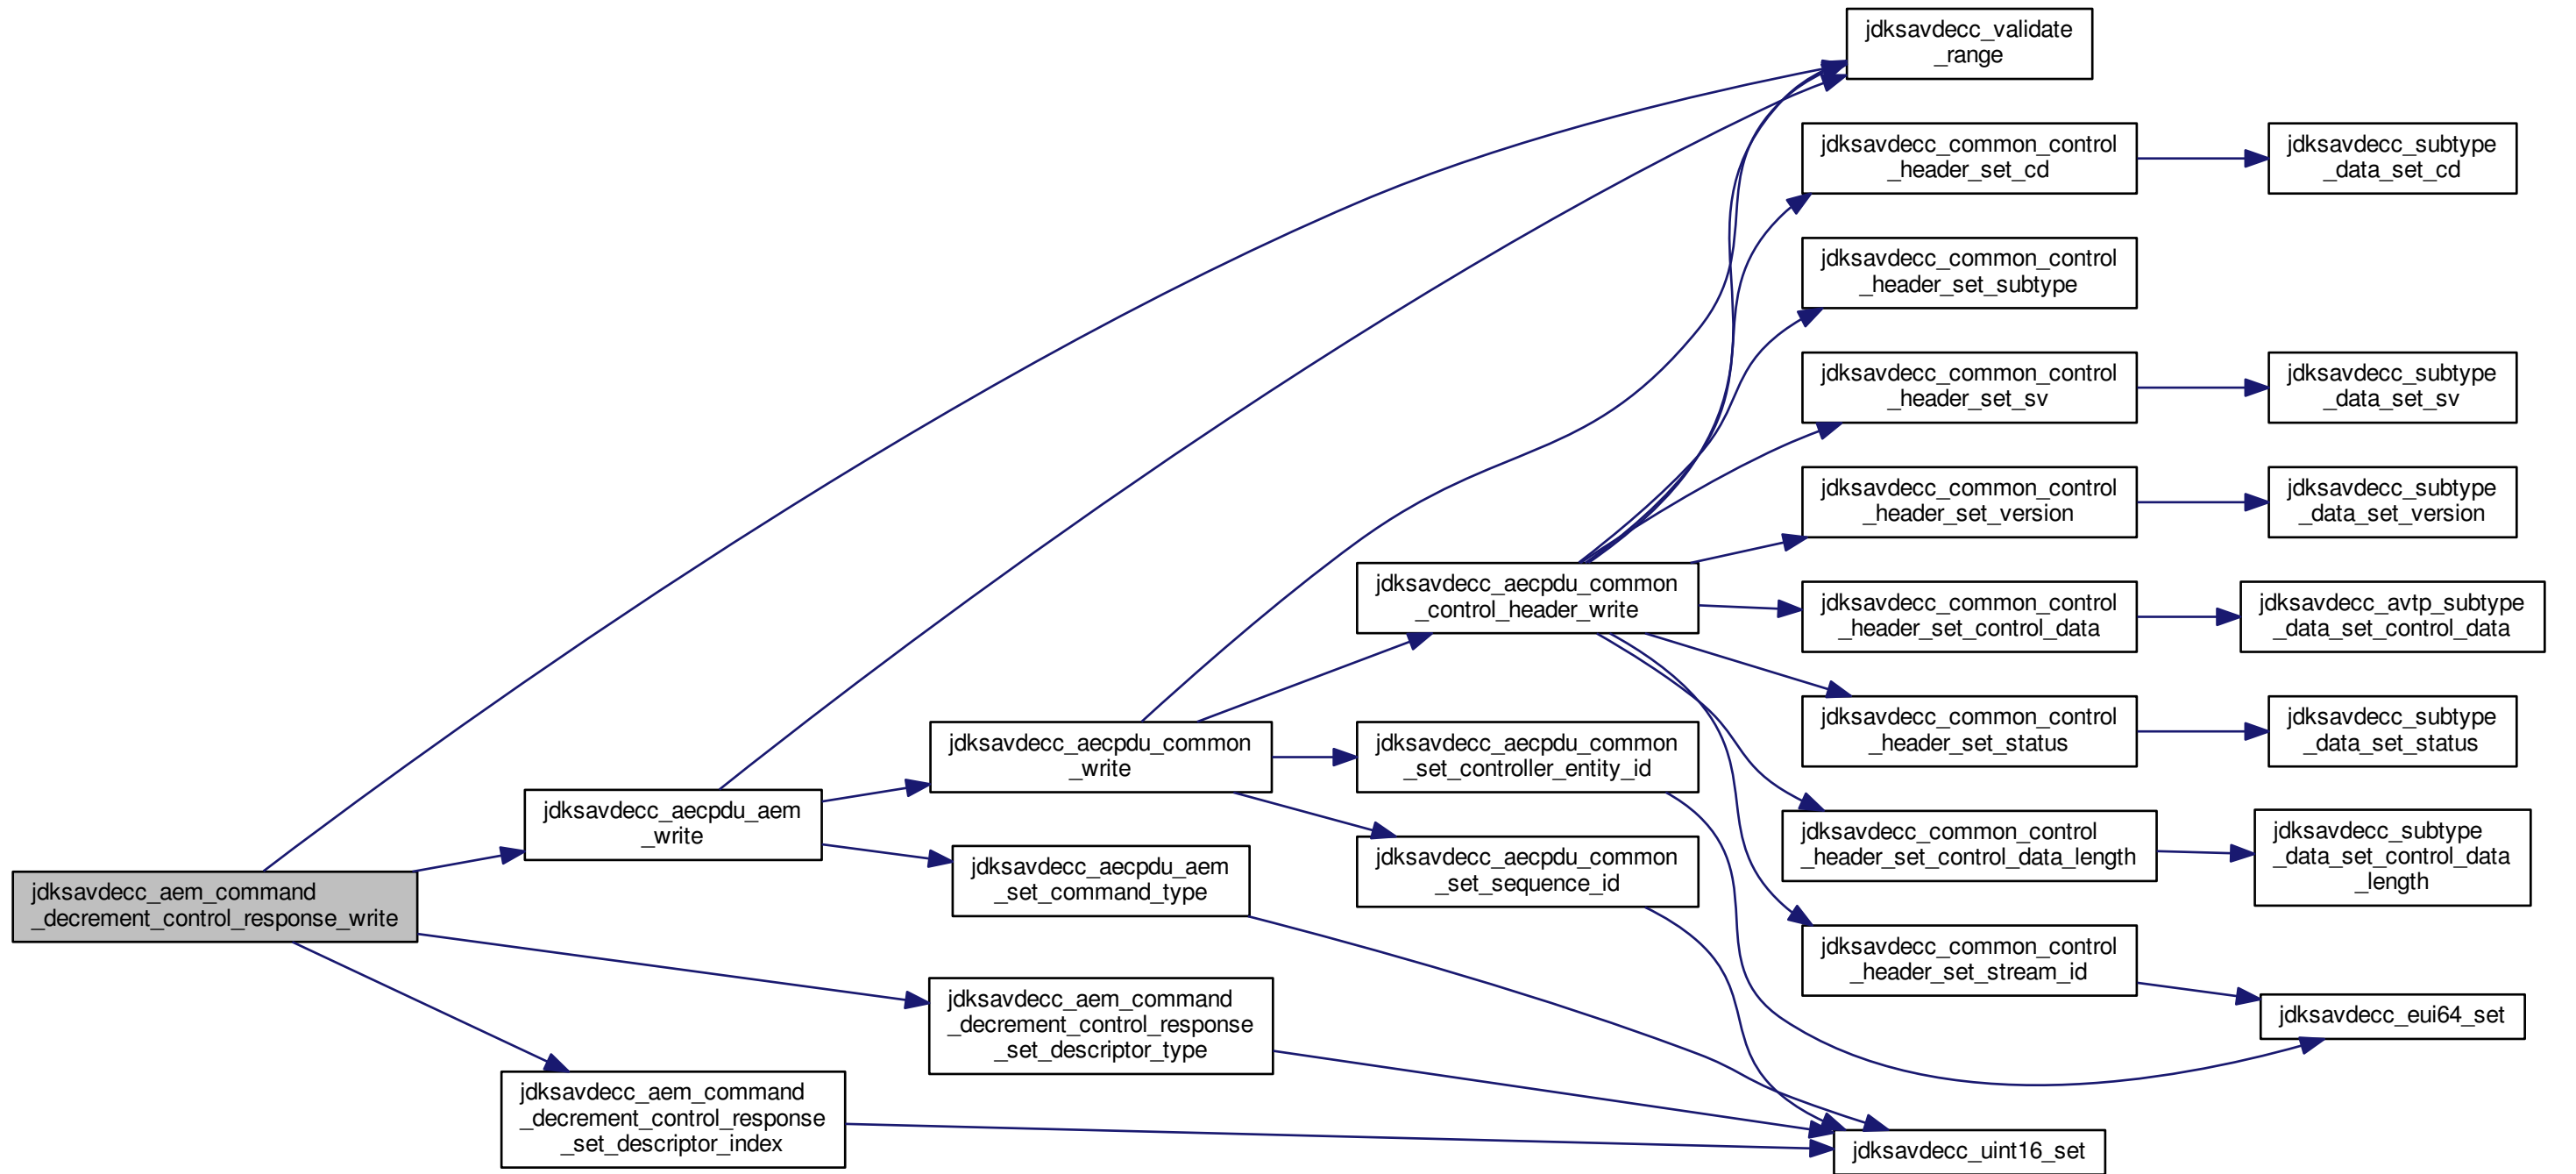 jdksavdecc_validate
_range
jdksavdecc_common_control
_header_set_cd
jdksavdecc_subtype
_data_set_cd
jdksavdecc_common_control
_header_set_subtype
jdksavdecc_common_control
_header_set_sv
jdksavdecc_subtype
_data_set_sv
jdksavdecc_common_control
_header_set_version
jdksavdecc_subtype
_data_set_version
jdksavdecc_aecpdu_common
_control_header_write
jdksavdecc_common_control
_header_set_control_data
jdksavdecc_avtp_subtype
_data_set_control_data
jdksavdecc_common_control
_header_set_status
jdksavdecc_subtype
_data_set_status
jdksavdecc_aecpdu_common
_write
jdksavdecc_aecpdu_common
_set_controller_entity_id
jdksavdecc_aecpdu_aem
_write
jdksavdecc_common_control
_header_set_control_data_length
jdksavdecc_subtype
_data_set_control_data
_length
jdksavdecc_aecpdu_aem
_set_command_type
jdksavdecc_aecpdu_common
_set_sequence_id
jdksavdecc_aem_command
_decrement_control_response_write
jdksavdecc_common_control
_header_set_stream_id
jdksavdecc_aem_command
_decrement_control_response
_set_descriptor_type
jdksavdecc_eui64_set
jdksavdecc_aem_command
_decrement_control_response
_set_descriptor_index
jdksavdecc_uint16_set